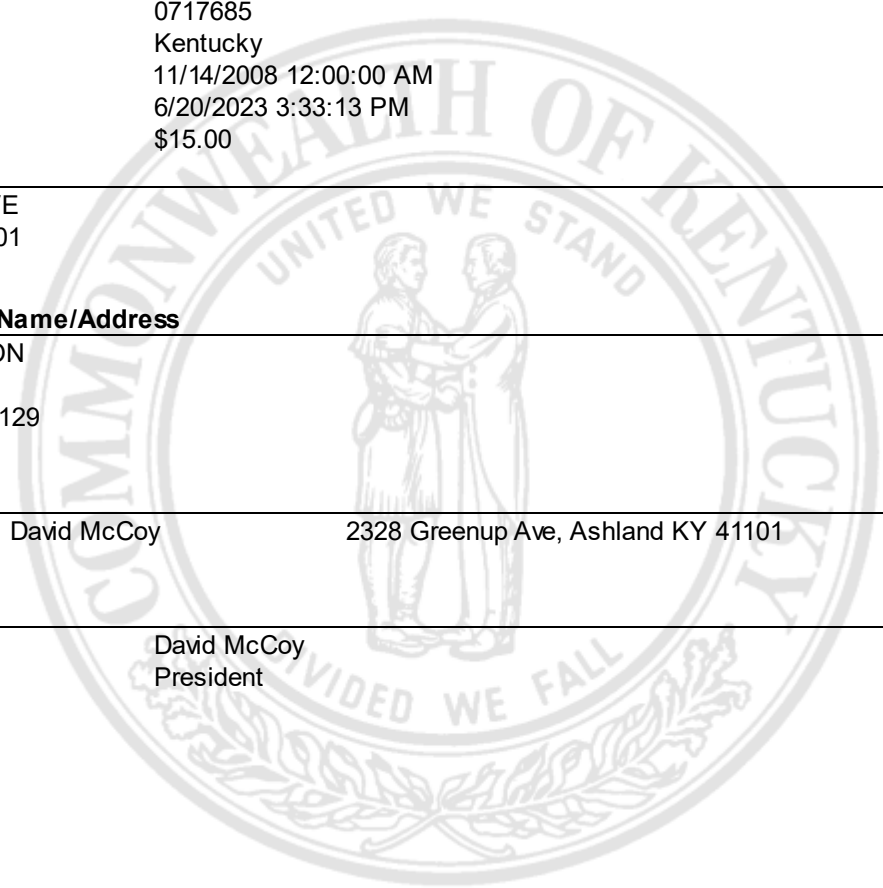 0717685
Kentucky
11/14/2008 12:00:00 AM
6/20/2023 3:33:13 PM
$15.00
COMMONWEALTH OF KENTUCKY
UNITED WE STAND
TE
01
Name/Address
ON
129
David McCoy 2328 Greenup Ave, Ashland KY 41101
David McCoy
President
DIVIDED WE FALL